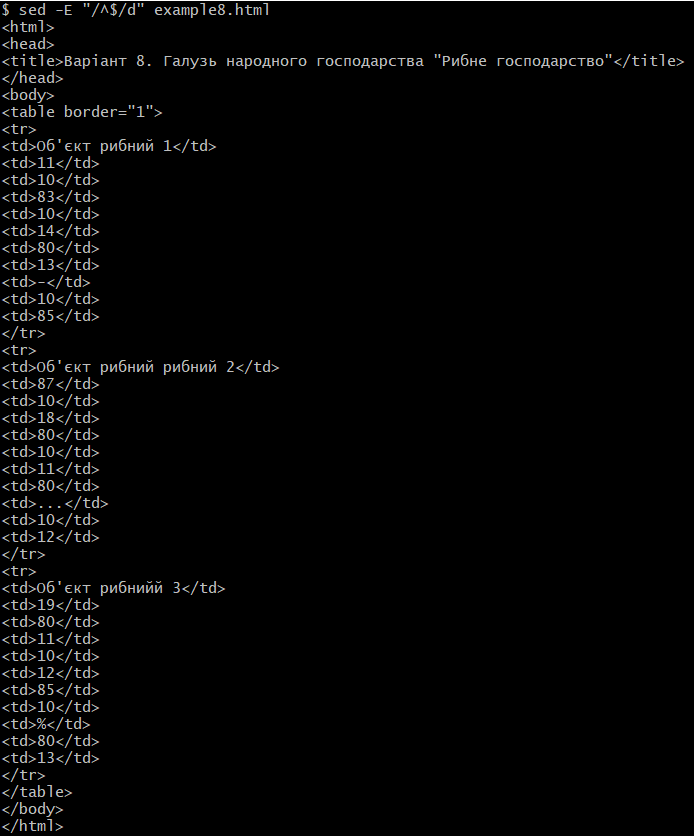 $ sed -E "/^$/d" example8.html
<html>
<head>
<title>Варіант 8. Галузь народного господарства "Рибне господарство"</title>
</head>
<body>
<table border="1">
<tr>
<td>Об'єкт рибний 1</td>
<td>11</td>
<td>10</td>
<td>83</td>
<td>10</td>
<td>14</td>
<td>80</td>
<td>13</td>
<td>-</td>
<td>10</td>
<td>85</td>
</tr>
<tr>
<td>Об'єкт рибний рибний 2</td>
<td>87</td>
<td>10</td>
<td>18</td>
<td>80</td>
<td>10</td>
<td>11</td>
<td>80</td>
<td>...</td>
<td>10</td>
<td>12</td>
</tr>
<tr>
<td>Об'єкт рибнийй 3</td>
<td>19</td>
<td>80</td>
<td>11</td>
<td>10</td>
<td>12</td>
<td>85</td>
<td>10</td>
<td>%</td>
<td>80</td>
<td>13</td>
</tr>
</table>
</body>
</html>